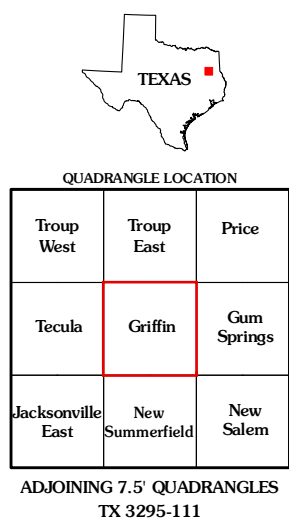 TEXAS
QUADRANGLE LOCATION
Troup
West
Troup
East
Price
Tecula
Griffin
Gum
Springs
Jacksonville
East
New
Summerfield
New
Salem
ADJOINING 7.5' QUADRANGLES
TX 3295-111